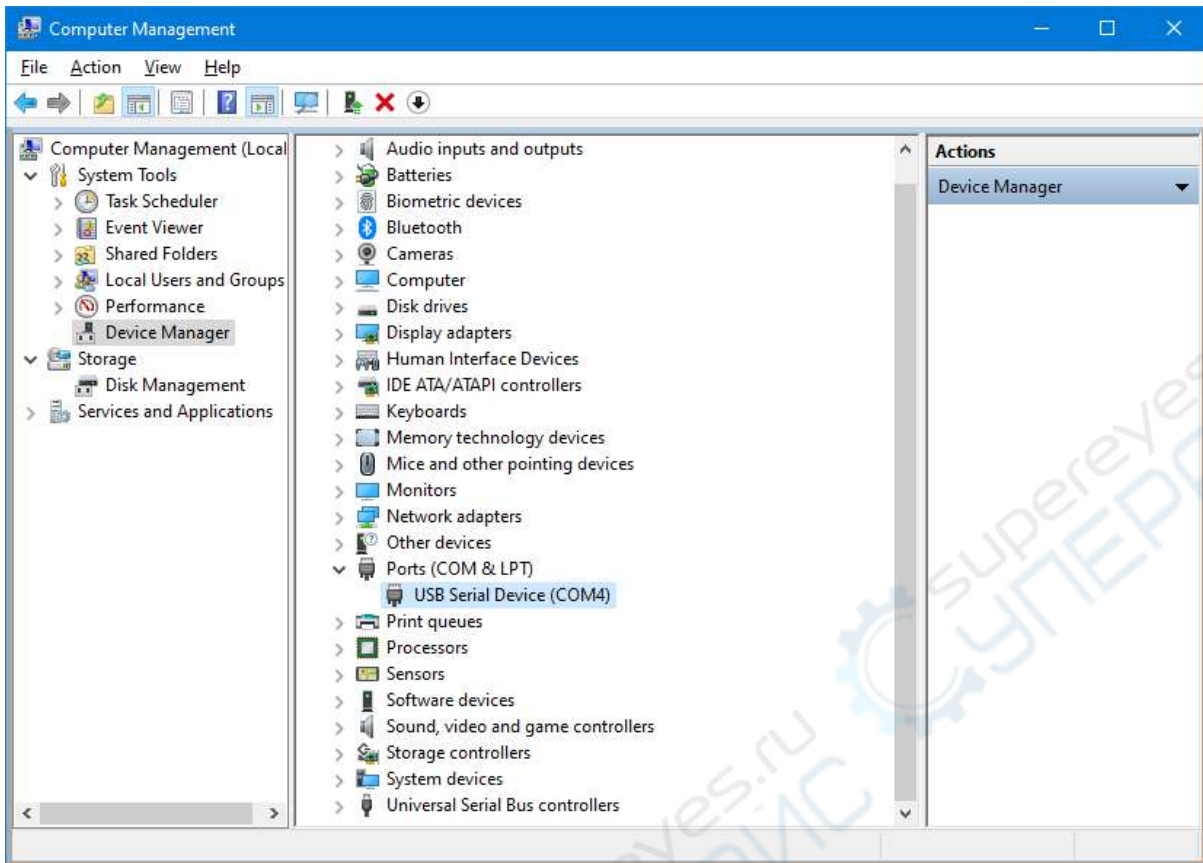 Computer Management
File Action View Help
Computer Management (Local
System Tools
Task Scheduler
Event Viewer
Shared Folders
Local Users and Groups
Performance
Device Manager
Storage
Disk Management
Services and Applications
Audio inputs and outputs
Batteries
Biometric devices
Bluetooth
Cameras
Computer
Disk drives
Display adapters
Human Interface Devices
IDE ATA/ATAPI controllers
Keyboards
Memory technology devices
Mice and other pointing devices
Monitors
Network adapters
Other devices
Ports (COM & LPT)
USB Serial Device (COM4)
Print queues
Processors
Sensors
Software devices
Sound, video and game controllers
Storage controllers
System devices
Universal Serial Bus controllers
Actions
Device Manager
supereyes
СУПЕР
eyes.ru